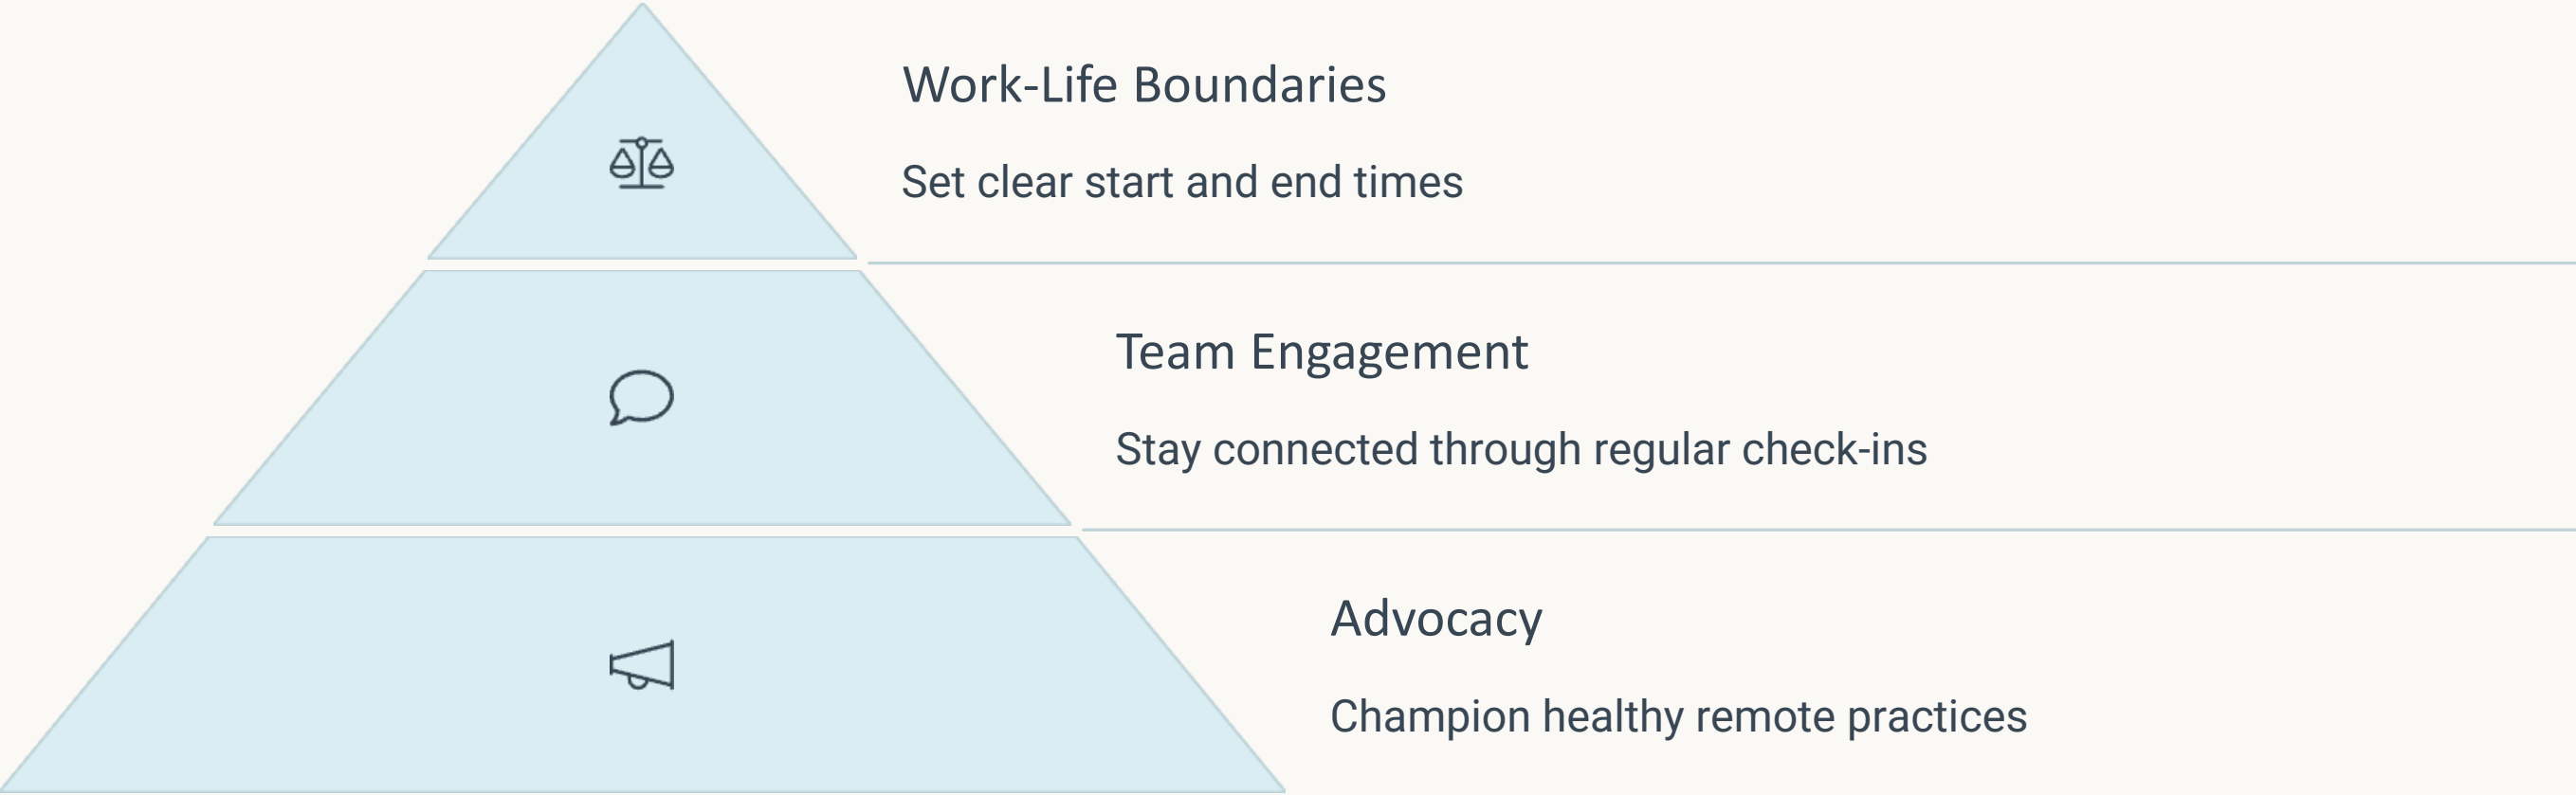 Work-Life Boundaries
Set clear start and end times
Team Engagement
Stay connected through regular check-ins
Advocacy
Champion healthy remote practices